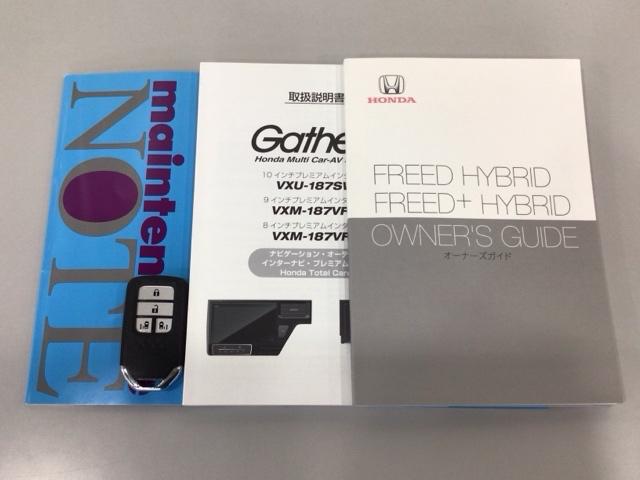 mainten
NOTE
取扱説明書
Gathe
Honda Multi Car-AV
10 インチプレミアムイン
VXU-187SV
9 インチプレミアムインタ
VXM-187VF
8 インチプレミアムインタ
VXM-187VF
ナビゲーション・オーデ
インターナビ・プレミアム
Honda Total Care
HONDA
FREED HYBRID
FREED+ HYBRID
OWNER'S GUIDE
オーナーズガイド